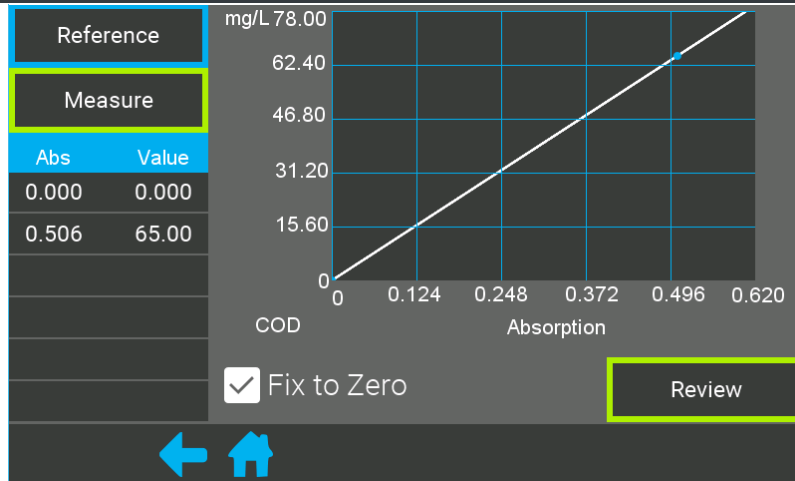 Reference
Measure
Abs Value
0.000 0.000
0.506 65.00
mg/L 78.00
62.40
46.80
31.20
15.60
0
0 0.124 0.248 0.372 0.496 0.620
COD Absorption
Fix to Zero
Review